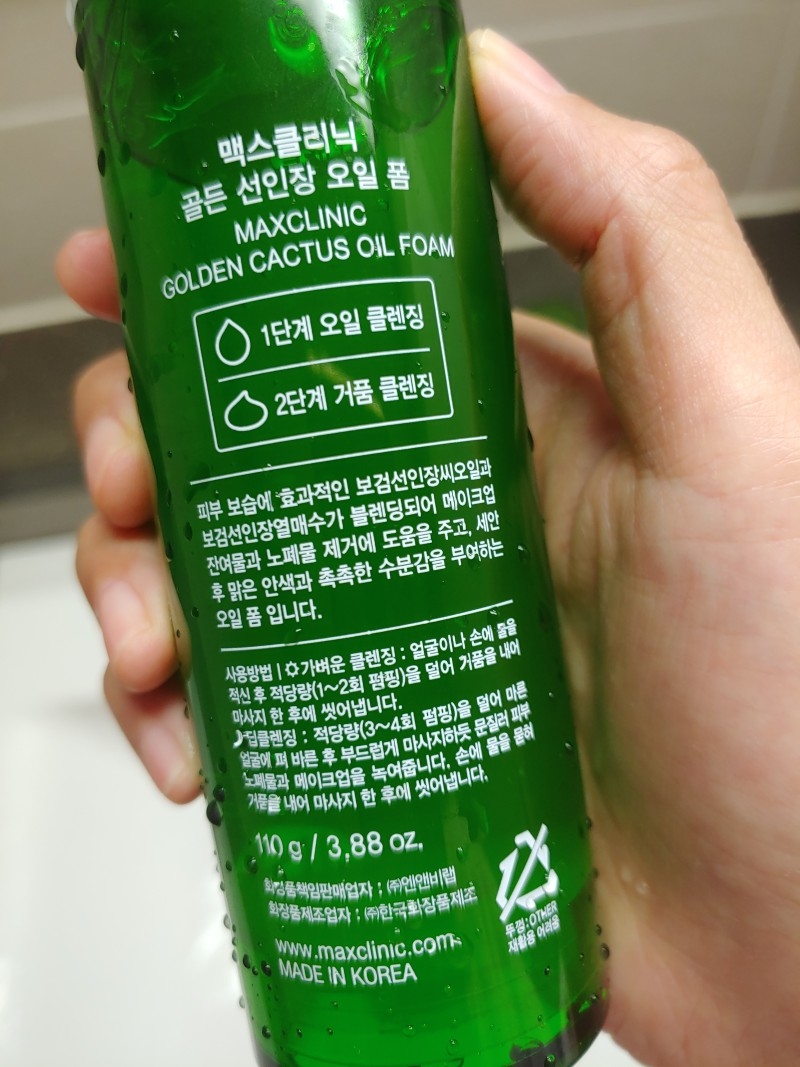 맥스클리닉
골든 선인장 오일 폼
MAXCLINIC
GOLDEN CACTUS OIL FOAM
1단계 오일 클렌징
2단계 거품 클렌징
피부 보습에 효과적인 보검선인장씨오일과
보검선인장열매수가 블렌딩되어 메이크업
잔여물과 노폐물 제거에 도움을 주고, 세안
후 맑은 안색과 촉촉한 수분감을 부여하는
오일 폼 입니다.
사용방법 | 가벼운 클렌징 : 얼굴이나 손에 물을
적신 후 적당량(1~2회 펌핑)을 덜어 거품을 내어
마사지 한 후에 씻어냅니다.
딥클렌징 : 적당량(3~4회 펌핑)을 덜어 마른
얼굴에 펴 바른 후 부드럽게 마사지하듯 문질러 피부
노폐물과 메이크업을 녹여줍니다. 손에 물을 묻혀
거품을 내어 마사지 한 후에 씻어냅니다.
110 g / 3.88 oz.
화장품책임판매업자 : ㈜엔앤비랩
화장품제조업자 : ㈜한국화장품제조
www.maxclinic.com
MADE IN KOREA
뚜껑:OTHER
재활용 어려움